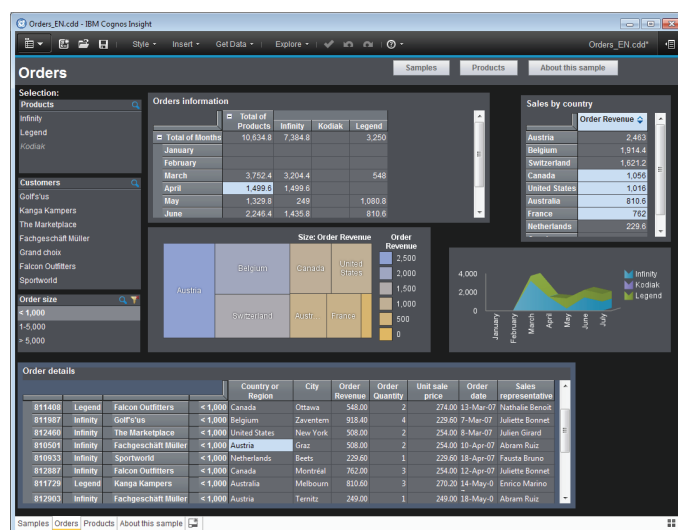 Orders_EN.cdd - IBM Cognos Insight
Style Insert Get Data Explore Orders_EN.cdd*
Orders Samples Products About this sample
Selection:
Products
Infinity
Legend
Kodiak
Customers
Golf's'us
Kanga Kampers
The Marketplace
Fachgeschäft Müller
Grand choix
Falcon Outfitters
Sportworld
Order size
< 1,000
1-5,000
> 5,000
Orders information
Total of Products Infinity Kodiak Legend
Total of Months 10,634.8 7,384.8 3,250
January
February
March 3,752.4 3,204.4 548
April 1,499.6 1,499.6
May 1,329.8 249 1,080.8
June 2,246.4 1,435.8 810.6
Sales by country
Order Revenue
Austria 2,463
Belgium 1,914.4
Switzerland 1,621.2
Canada 1,056
United States 1,016
Australia 810.6
France 762
Netherlands 229.6
Size: Order Revenue
Order Revenue
2,500
2,000
1,500
1,000
500
0
Austria
Belgium
Canada
United States
Switzerland
Austr...
France
4,000
2,000
0
January
February
March
April
May
June
July
Infinity
Kodiak
Legend
Order details
Country or Region City Order Revenue Order Quantity Unit sale price Order date Sales representative
811408 Legend Falcon Outfitters < 1,000 Canada Ottawa 548.00 2 274.00 13-Mar-07 Nathalie Benoit
811987 Infinity Golf's'us < 1,000 Belgium Zaventem 918.40 4 229.60 7-Mar-07 Juliette Bonnet
812460 Infinity The Marketplace < 1,000 United States New York 508.00 2 254.00 8-Mar-07 Julien Girard
810501 Infinity Fachgeschäft Müller < 1,000 Austria Graz 508.00 2 254.00 10-Apr-07 Abram Ruiz
810933 Infinity Sportworld < 1,000 Netherlands Beets 229.60 1 229.60 18-Apr-07 Fausta Bruno
812887 Infinity Falcon Outfitters < 1,000 Canada Montréal 762.00 3 254.00 12-Apr-07 Juliette Bonnet
811729 Legend Kanga Kampers < 1,000 Australia Melbourn 810.60 3 270.20 14-May-0 Enrico Marino
812903 Infinity Fachgeschäft Müller < 1,000 Austria Ternitz 249.00 1 249.00 18-May-0 Abram Ruiz
Samples Orders Products About this sample